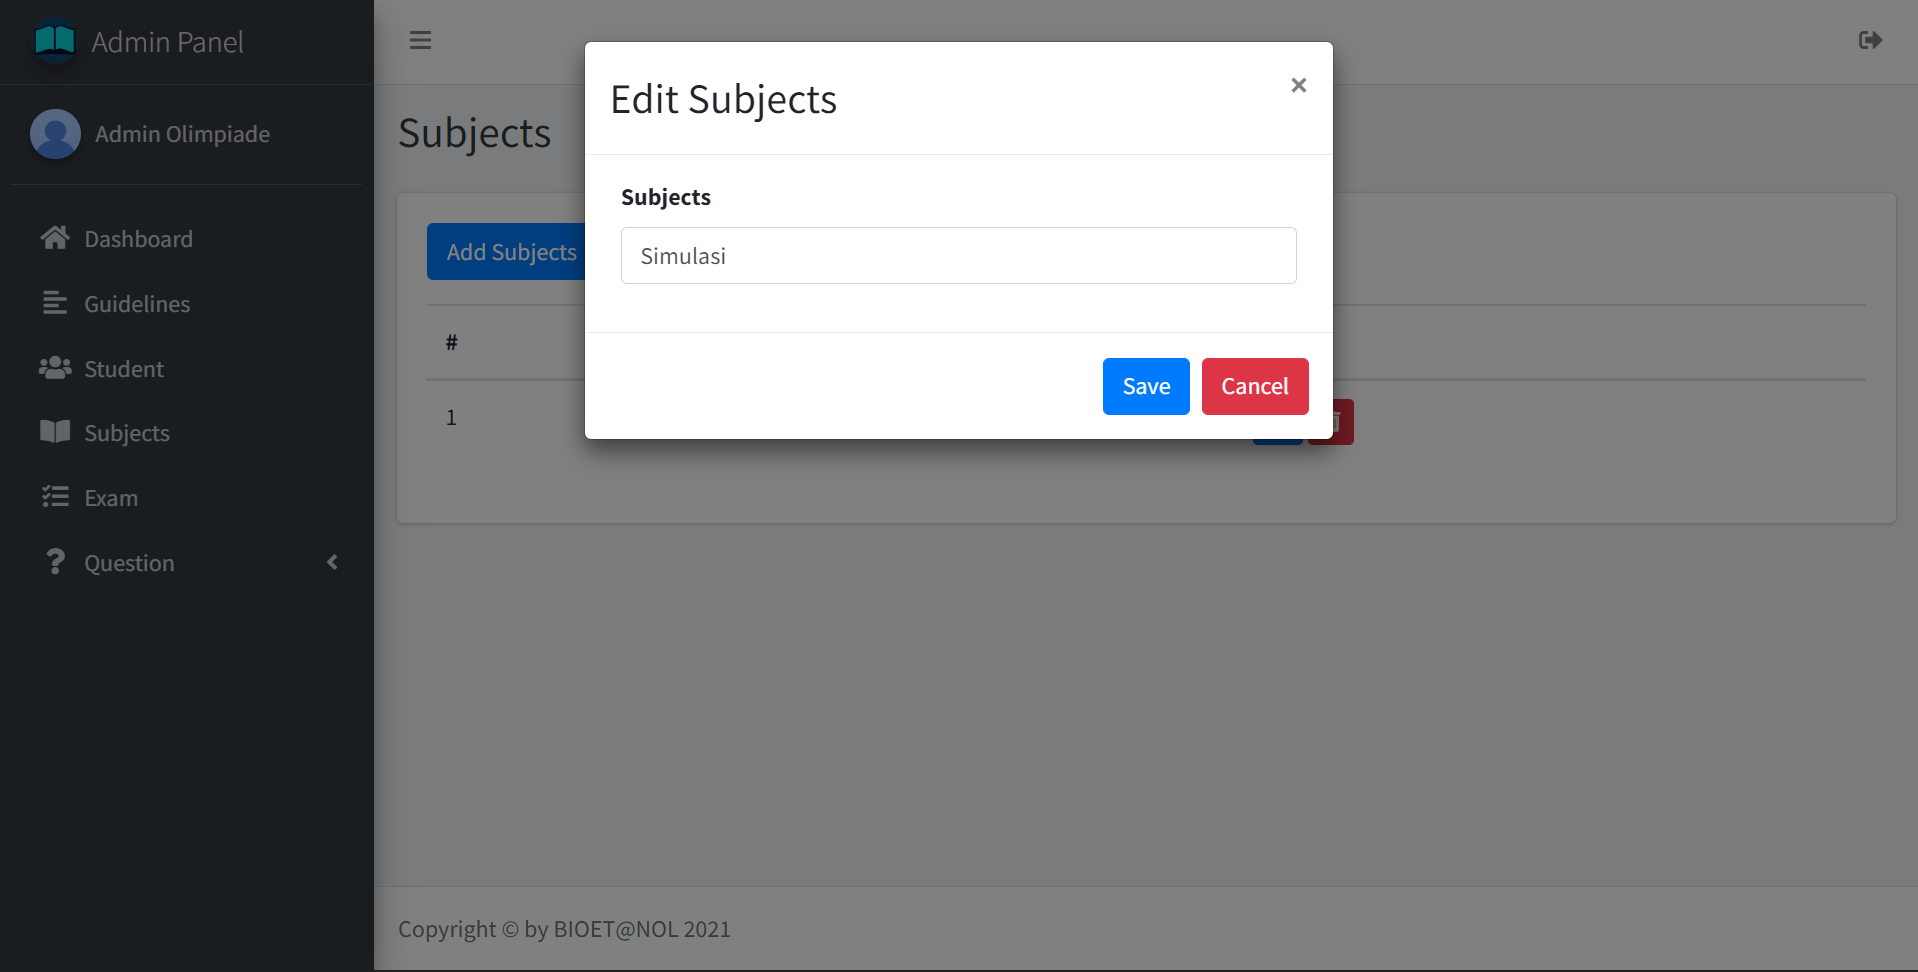 Admin Panel
Admin Olimpiade
Dashboard
Guidelines
Student
Subjects
Exam
Question
Subjects
Add Subjects
#
1
Edit Subjects
×
Subjects
Simulasi
Save
Cancel
Copyright © by BIOET@NOL 2021